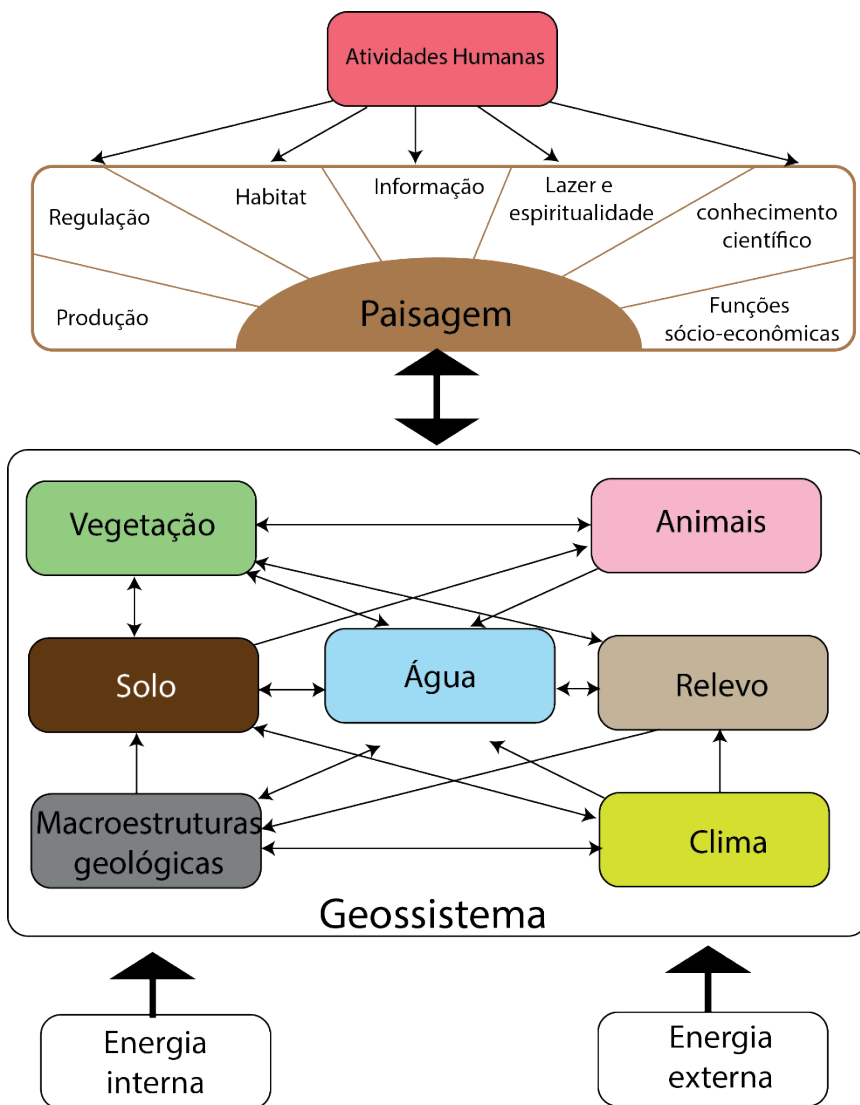 Atividades Humanas
Regulação
Habitat
Informação
Lazer e
espiritualidade
conhecimento
científico
Produção
Paisagem
Funções
sócio-econômicas
Vegetação
Animais
Solo
Água
Relevo
Macroestruturas
geológicas
Clima
Geossistema
Energia
interna
Energia
externa